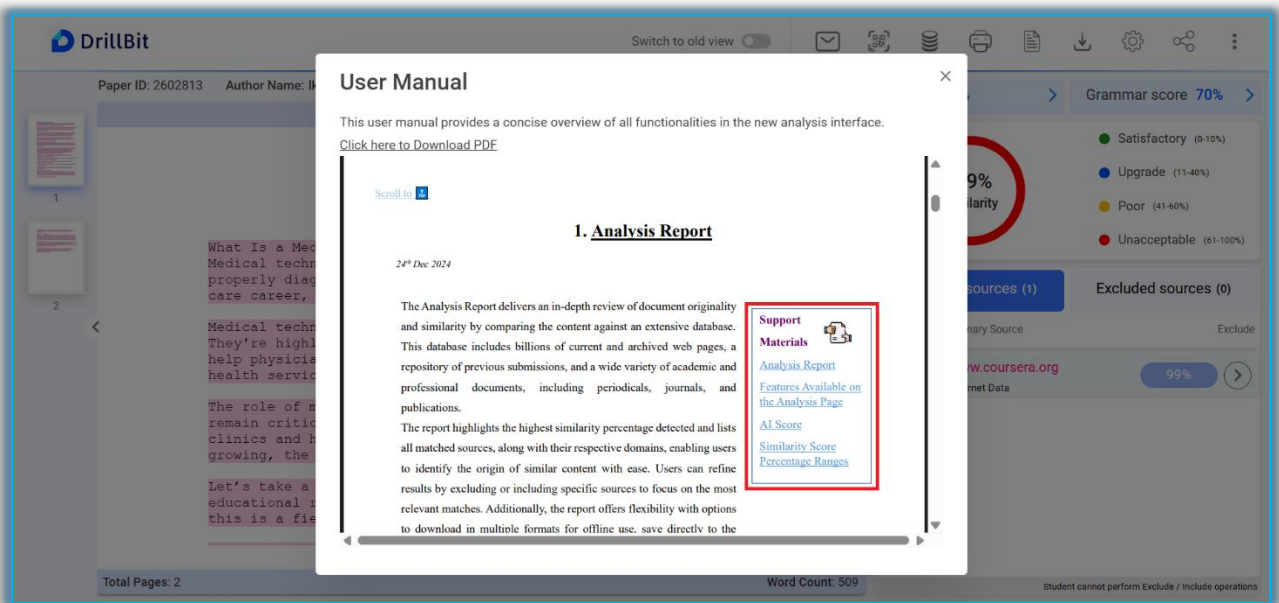 DrillBit
Switch to old view
Paper ID: 2602813 Author Name:
Grammar score 70%
User Manual
This user manual provides a concise overview of all functionalities in the new analysis interface.
Click here to Download PDF
Scroll to
1. Analysis Report
24th Dec 2024
The Analysis Report delivers an in-depth review of document originality
and similarity by comparing the content against an extensive database.
This database includes billions of current and archived web pages, a
repository of previous submissions, and a wide variety of academic and
professional documents, including periodicals, journals, and
publications.
The report highlights the highest similarity percentage detected and lists
all matched sources, along with their respective domains, enabling users
to identify the origin of similar content with ease. Users can refine
results by excluding or including specific sources to focus on the most
relevant matches. Additionally, the report offers flexibility with options
to download in multiple formats for offline use, save directly to the
Support
Materials
Analysis Report
Features Available on
the Analysis Page
AI Score
Similarity Score
Percentage Ranges
1
2
What Is a Med
Medical techn
properly diag
care career,
Medical techn
They're highl
help physicia
health servic
The role of m
remain critic
clinics and h
growing, the
Let's take a
educational r
this is a fie
9%
ilarity
Satisfactory (0-10%)
Upgrade (11-40%)
Poor (41-60%)
Unacceptable (61-100%)
ources (1)
Excluded sources (0)
nary Source
Exclude
w.coursera.org
rnet Data
99%
Total Pages: 2
Word Count: 509
Student cannot perform Exclude / Include operations